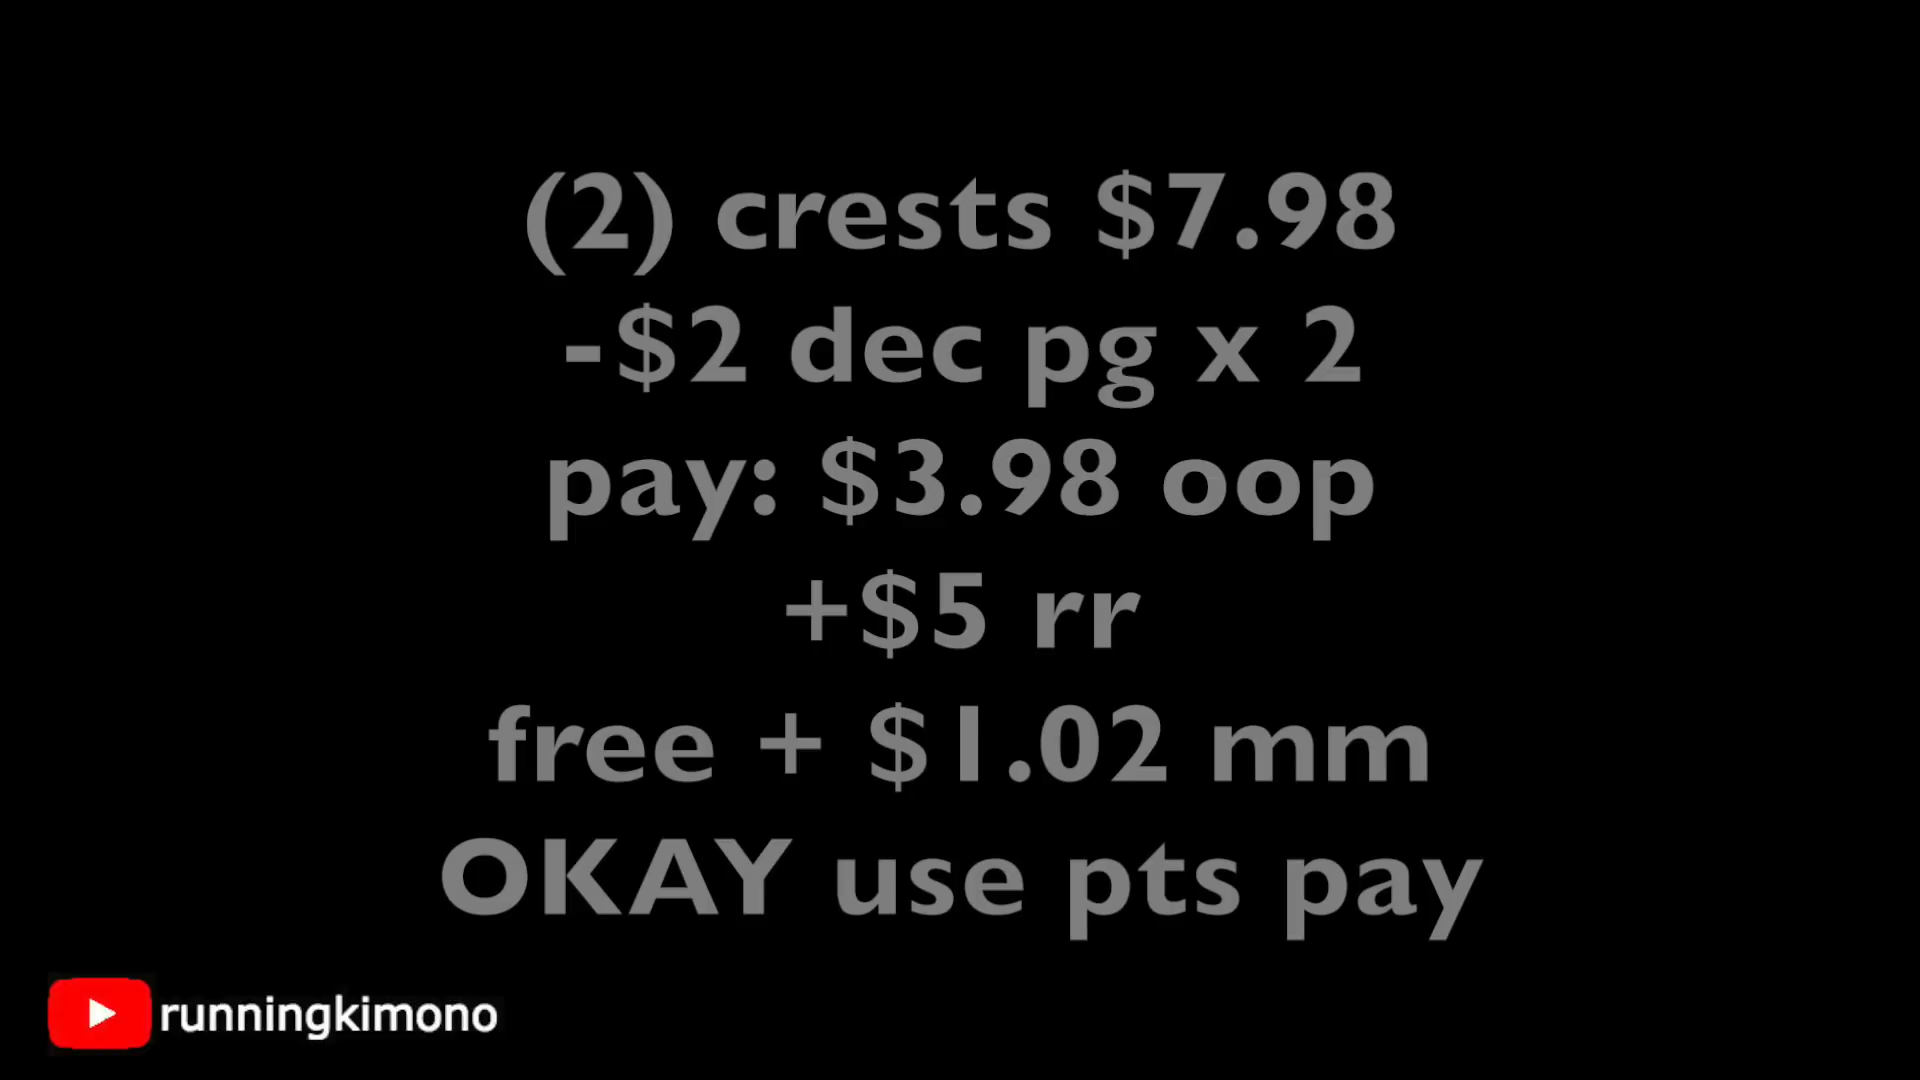 (2) crests $7.98
-$2 dec pg x 2
pay: $3.98 oop
+$5 rr
free + $1.02 mm
OKAY use pts pay
runningkimono